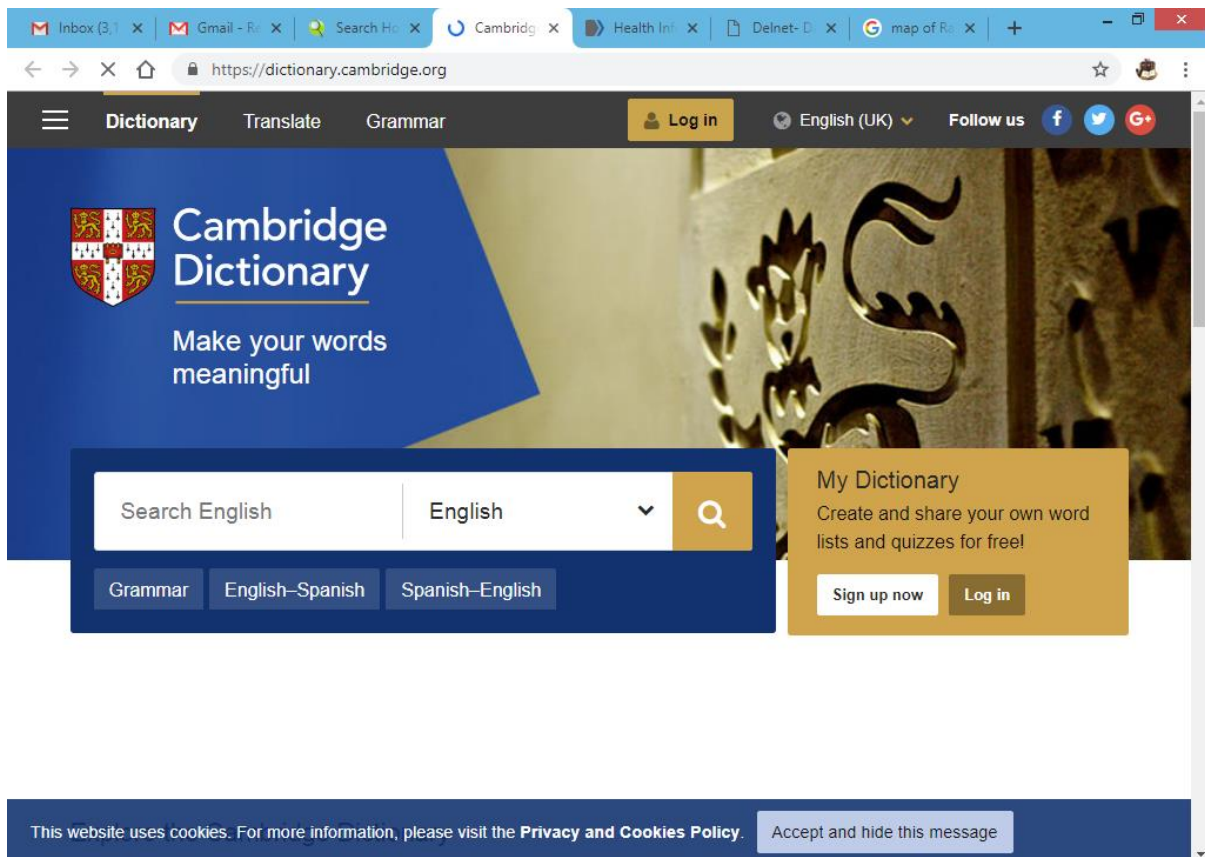 Inbox (3,1
Gmail - Re
Search Ho
Cambridg
Health Inf
Delnet- D
map of Ra
https://dictionary.cambridge.org
Dictionary Translate Grammar Log in English (UK) Follow us
Cambridge
Dictionary
Make your words
meaningful
Search English English
Grammar English–Spanish Spanish–English
My Dictionary
Create and share your own word
lists and quizzes for free!
Sign up now Log in
This website uses cookies. For more information, please visit the Privacy and Cookies Policy. Accept and hide this message